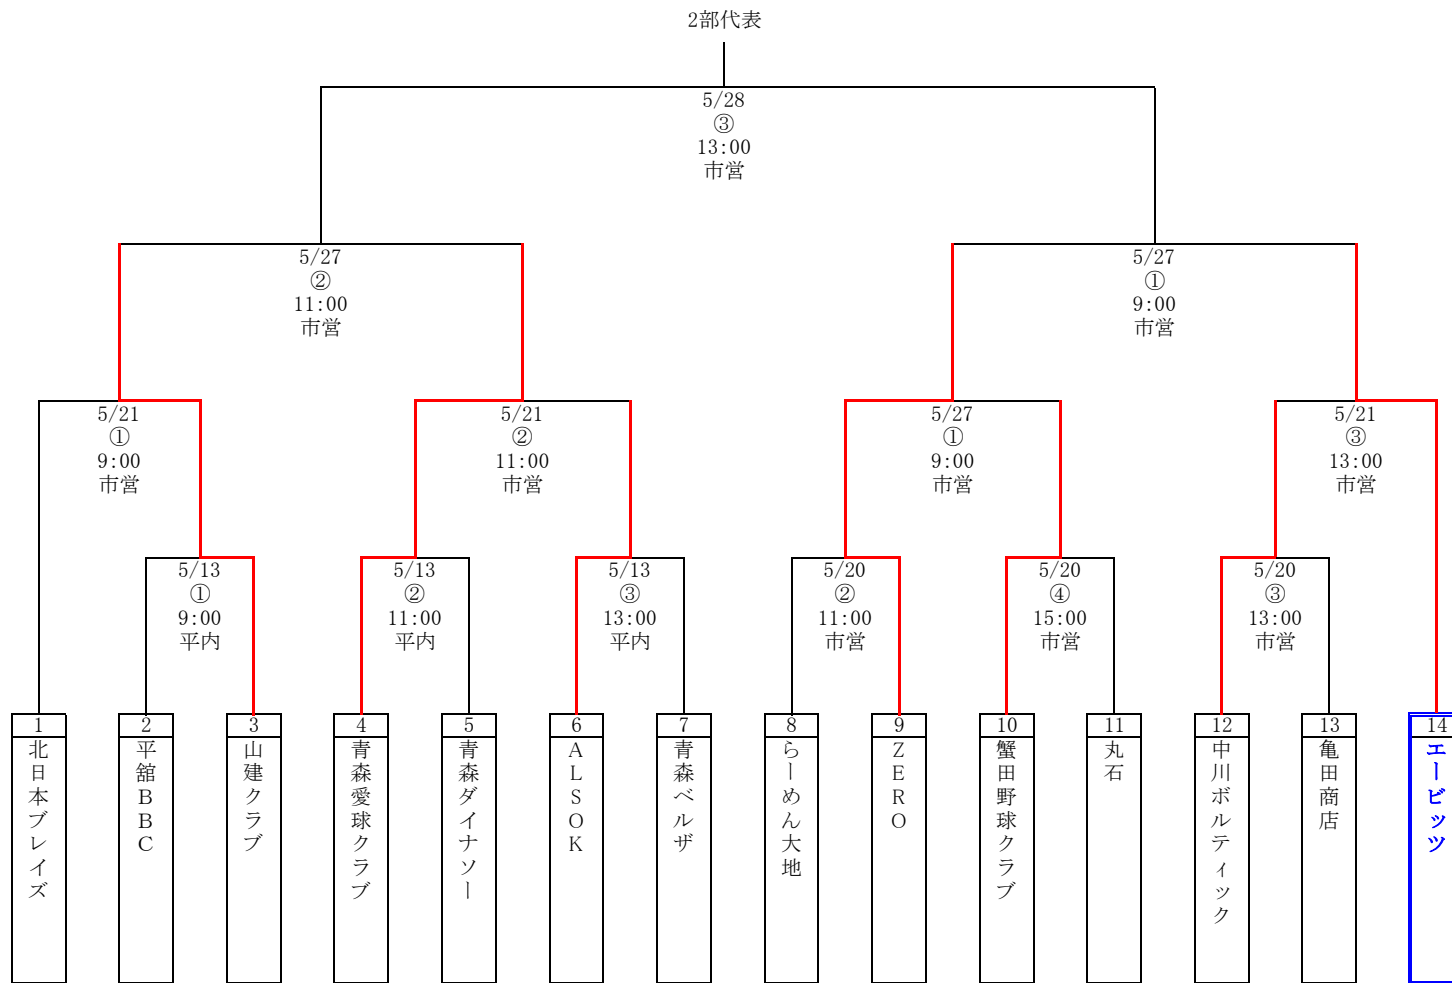 2部代表
5/28
③
13:00
市営
5/27
②
11:00
市営
5/27
①
9:00
市営
5/21
①
9:00
市営
5/21
②
11:00
市営
5/27
①
9:00
市営
5/21
③
13:00
市営
5/13
①
9:00
平内
5/13
②
11:00
平内
5/13
③
13:00
平内
5/20
②
11:00
市営
5/20
④
15:00
市営
5/20
③
13:00
市営
1
北日本ブレイズ
2
平舘BBC
3
山建クラブ
4
青森愛球クラブ
5
青森ダイナソー
6
ALSOK
7
青森ベルザ
8
らーめん大地
9
ZERO
10
蟹田野球クラブ
11
丸石
12
中川ボルティック
13
亀田商店
14
エービッツ